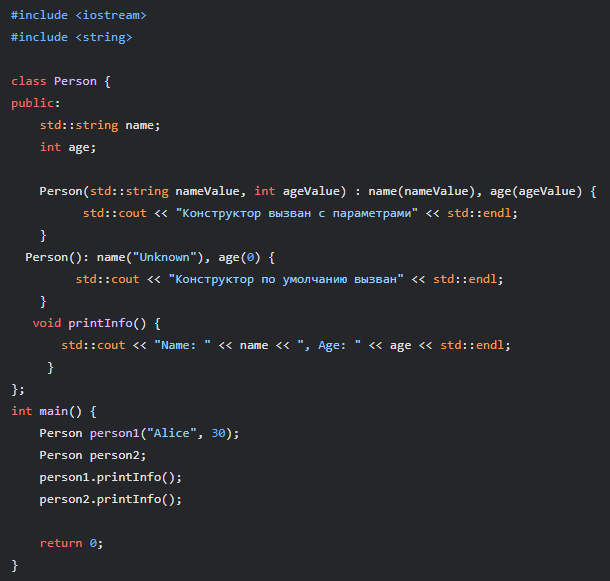 #include <iostream>
#include <string>
class Person {
public:
std::string name;
int age;
Person(std::string nameValue, int ageValue) : name(nameValue), age(ageValue) {
std::cout << "Конструктор вызван с параметрами" << std::endl;
}
Person(): name("Unknown"), age(0) {
std::cout << "Конструктор по умолчанию вызван" << std::endl;
}
void printInfo() {
std::cout << "Name: " << name << ", Age: " << age << std::endl;
}
};
int main() {
Person person1("Alice", 30);
Person person2;
person1.printInfo();
person2.printInfo();
return 0;
}